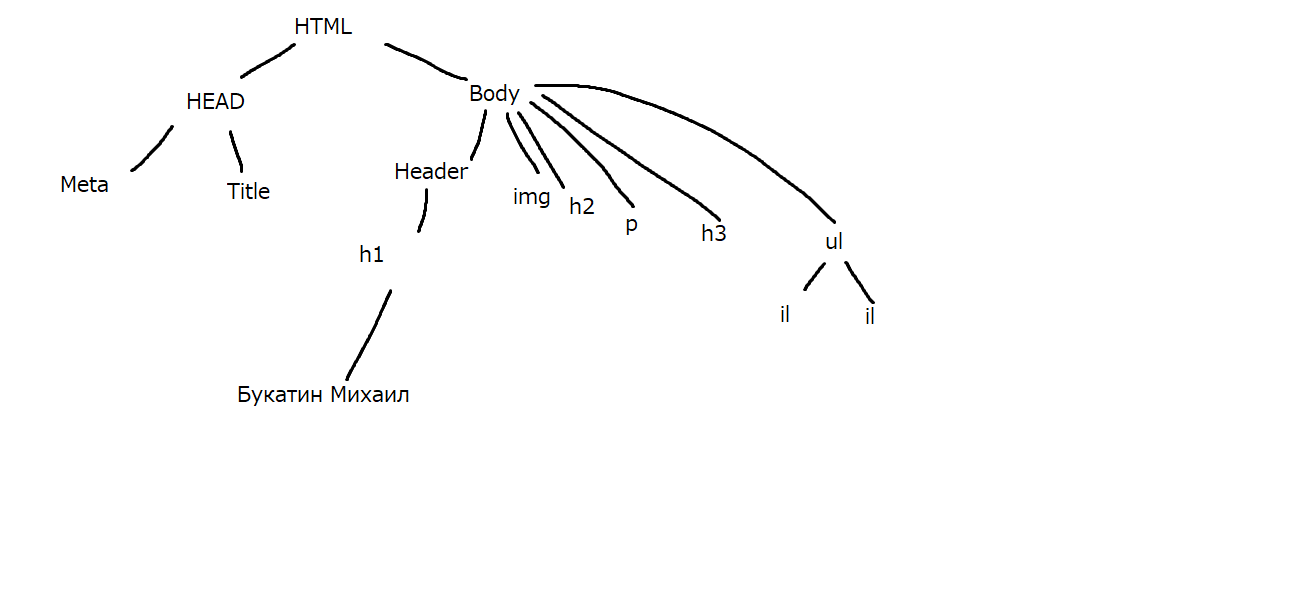 HTML
HEAD
Body
Meta
Title
Header
img
h2
p
h3
ul
h1
il
il
Букатин Михаил